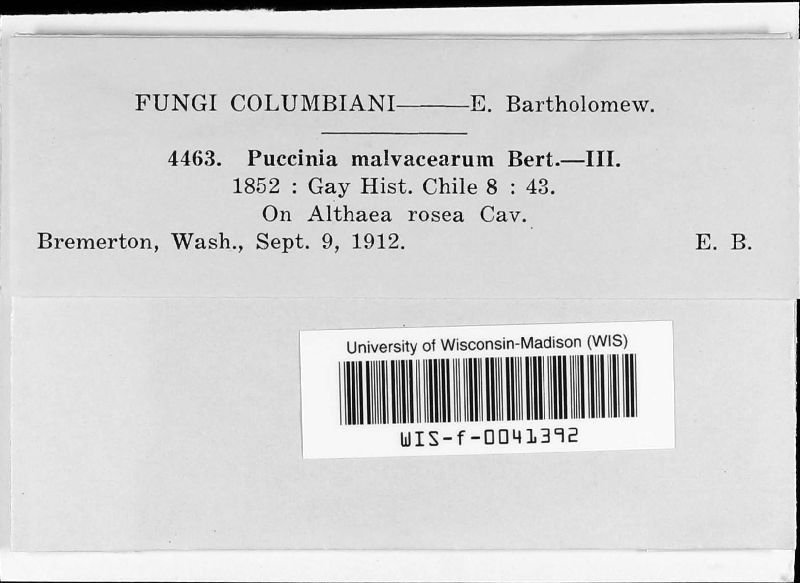 FUNGI COLUMBIANI———E. Bartholomew.
4463. Puccinia malvacearum Bert.—III.
1852 : Gay Hist. Chile 8 : 43.
On Althaea rosea Cav.
Bremerton, Wash., Sept. 9, 1912. E. B.
University of Wisconsin-Madison (WIS)
WIS-f-0041392